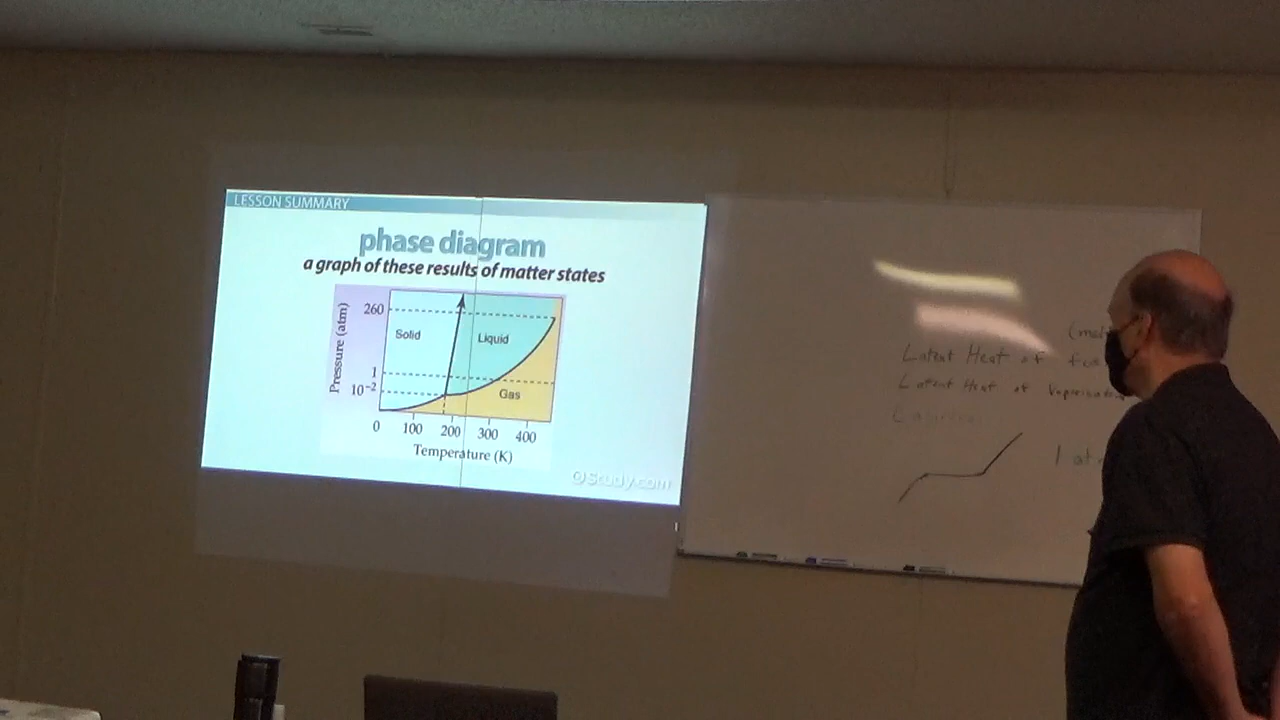 LESSON SUMMARY
phase diagram
a graph of these results of matter states
Pressure (atm)
260
Solid
Liquid
1
10⁻²
Gas
0
100
200
300
400
Temperature (K)
© Study.com
Latent Heat of
Latent Heat of
1